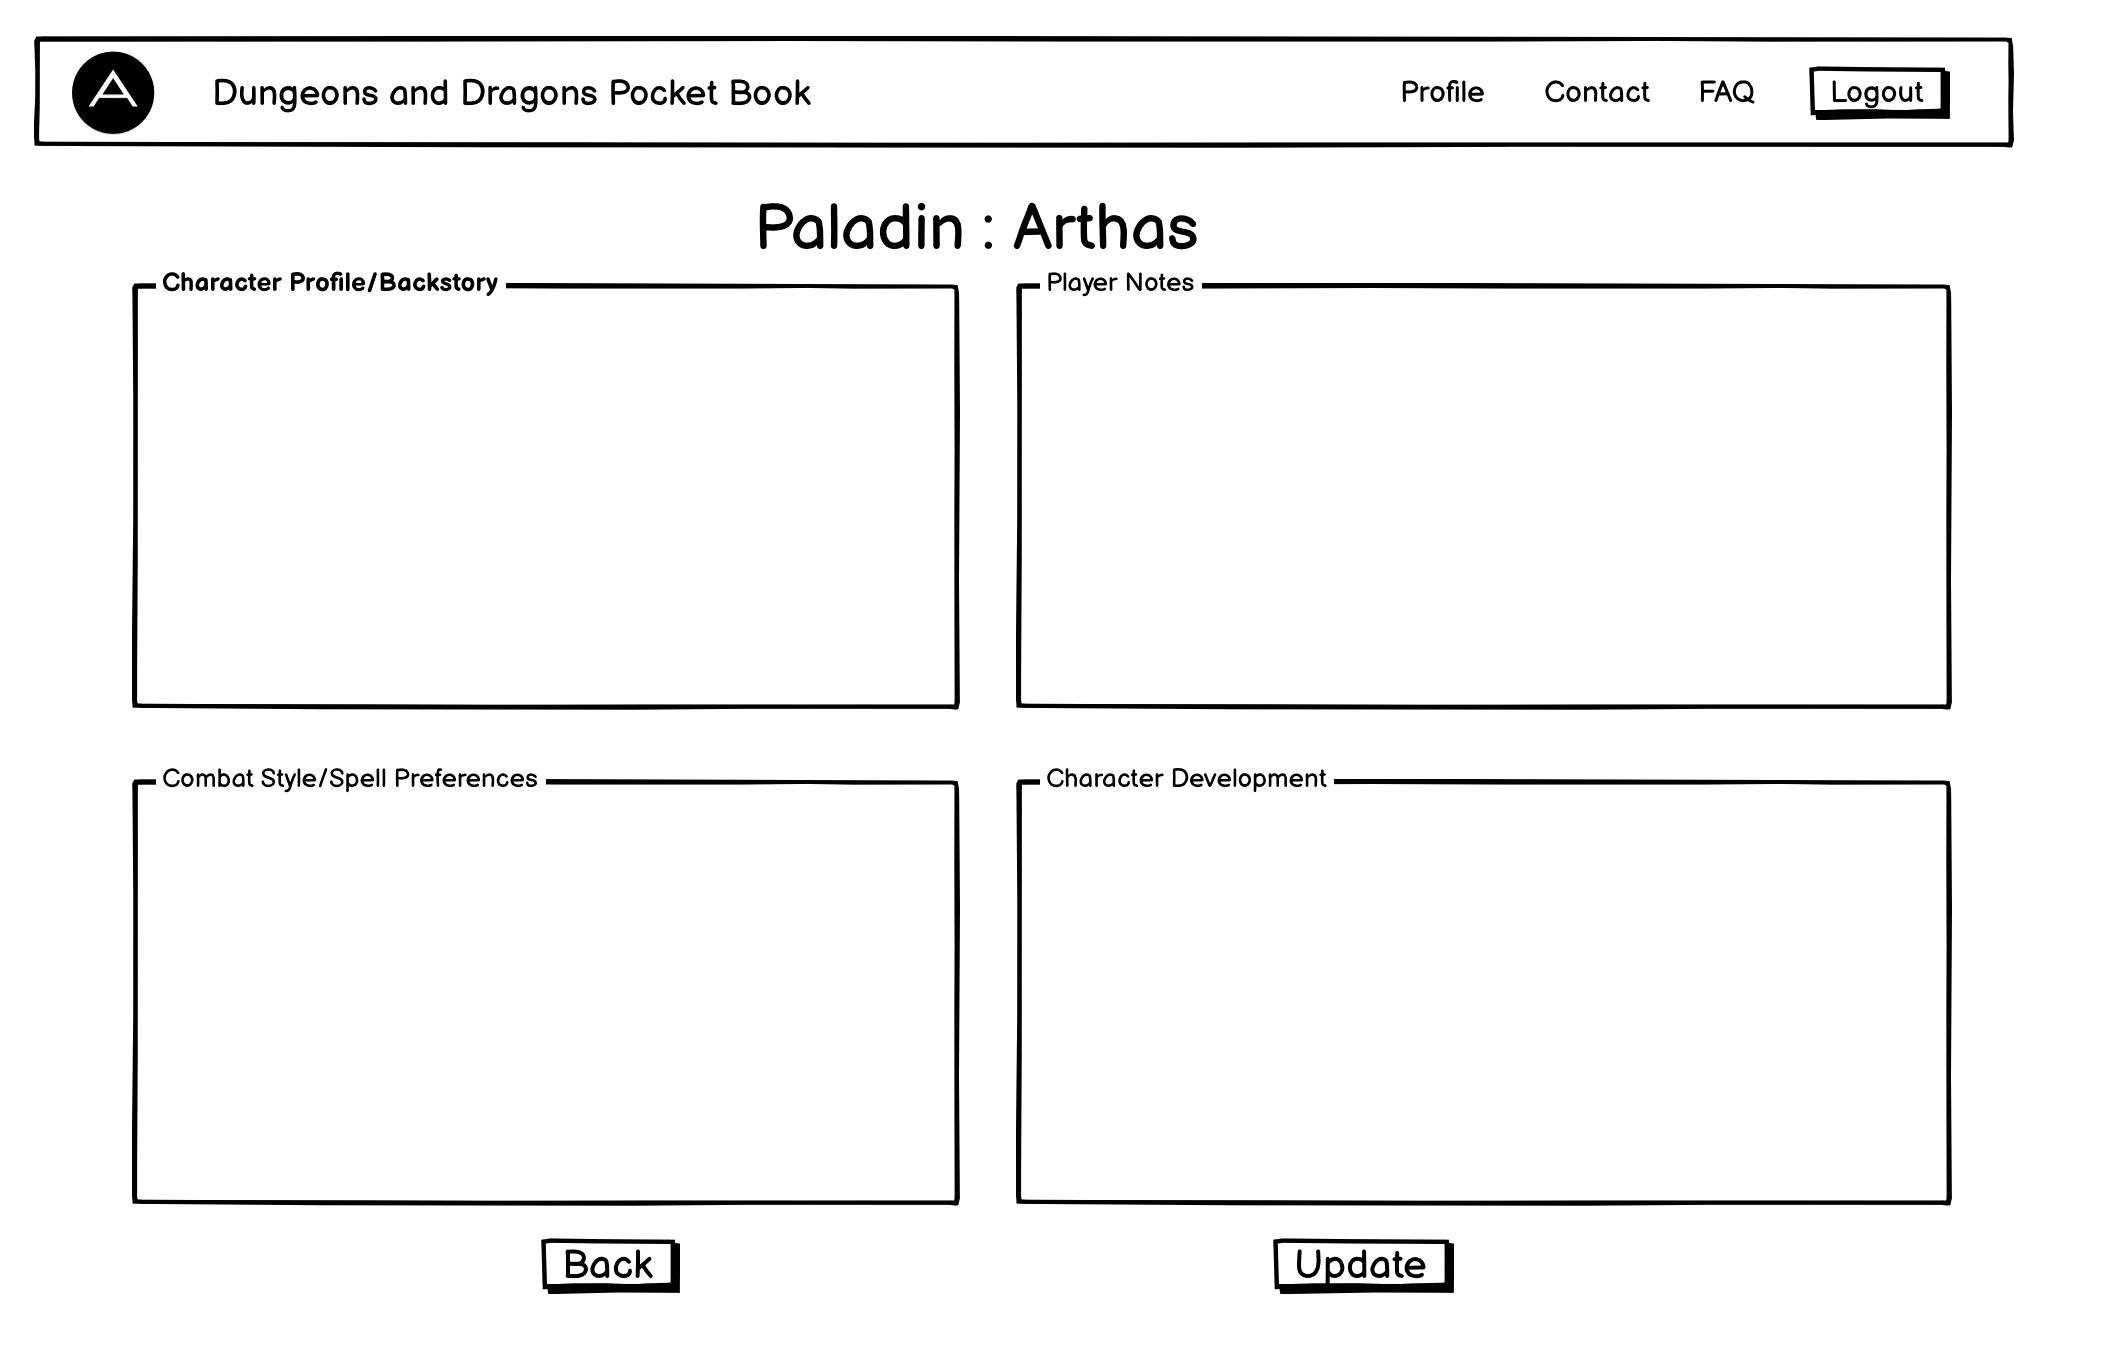 A
Dungeons and Dragons Pocket Book
Profile
Contact
FAQ
Logout
Paladin : Arthas
Character Profile/Backstory
Player Notes
Combat Style/Spell Preferences
Character Development
Back
Update